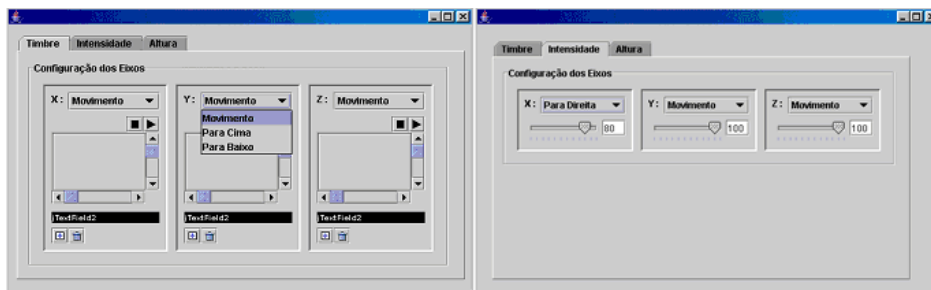 Timbre Intensidade Altura
Configuração dos Eixos
X: Movimento Y: Movimento Z: Movimento
Movimento
Para Cima
Para Baixo
jTextField2 jTextField2 jTextField2
Timbre Intensidade Altura
Configuração dos Eixos
X: Para Direita Y: Movimento Z: Movimento
80 100 100